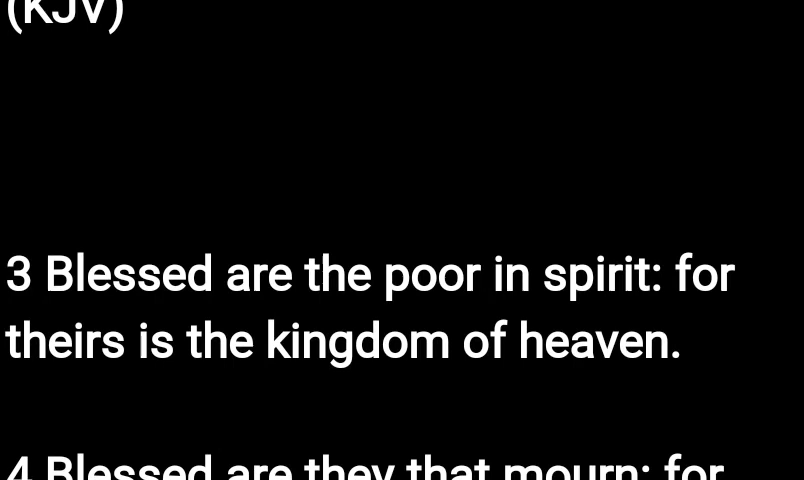 (KJV)
3 Blessed are the poor in spirit: for
theirs is the kingdom of heaven.
4 Blessed are they that mourn: for